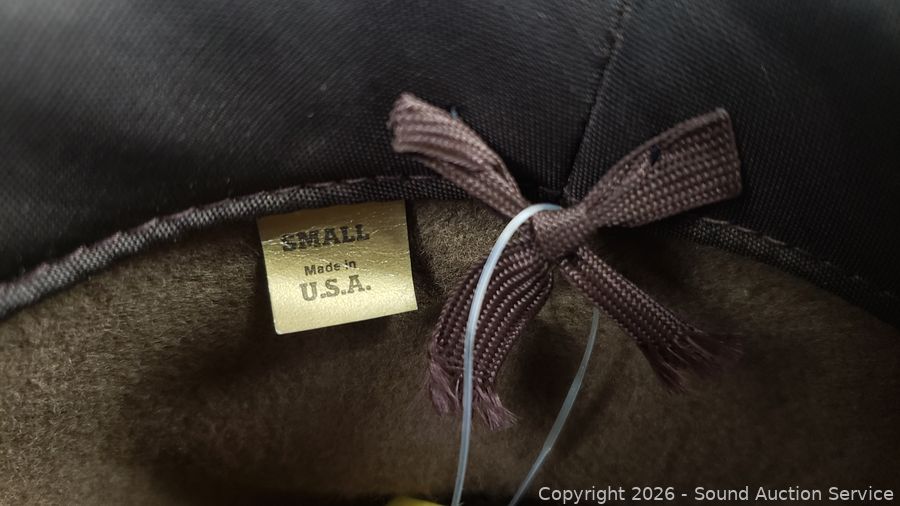 SMALL
Made in
U.S.A.
Copyright 2026 - Sound Auction Service